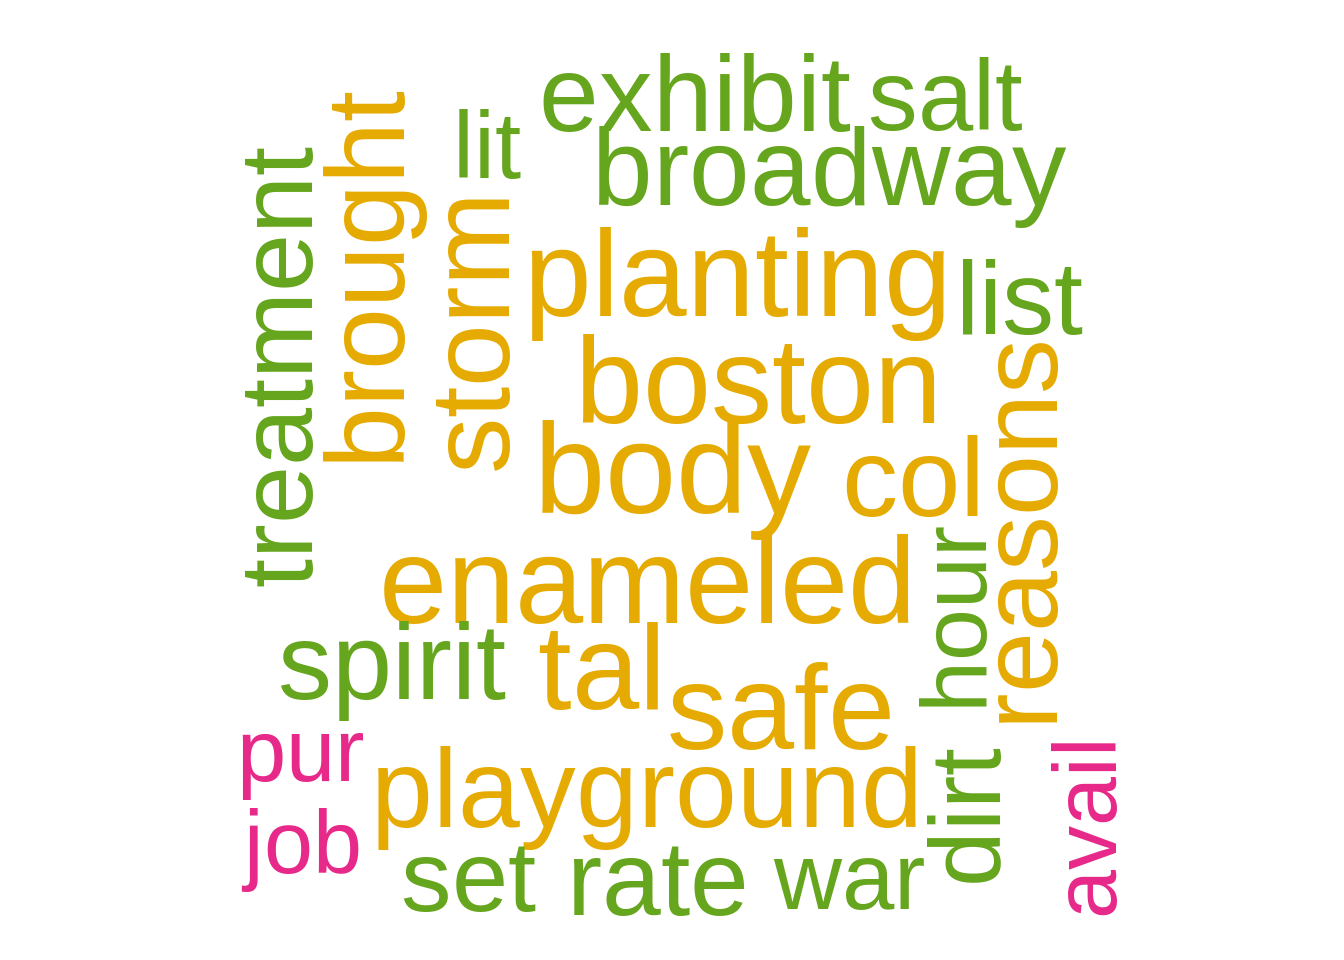 exhibit salt
lit
broadway
brought
treatment
storm
planting
list
boston
body
col
reasons
enameled
hour
spirit
tal
safe
pur
playground
dirt
avail
job
set rate war